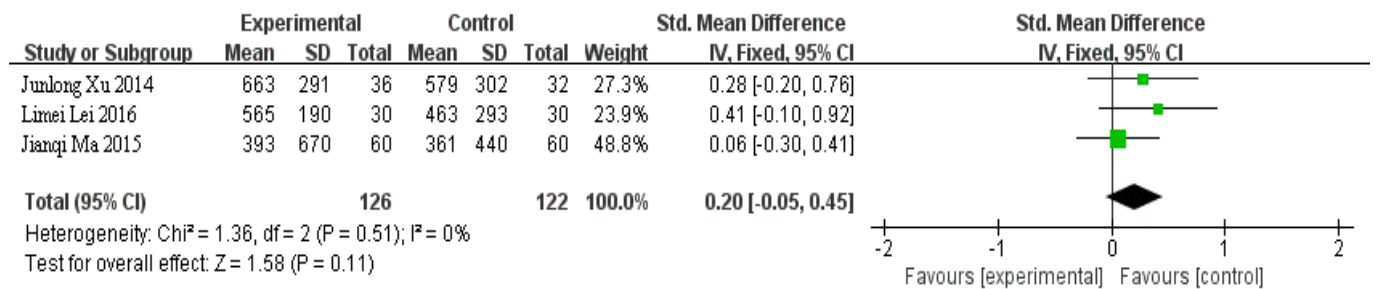 Experimental Control Std. Mean Difference Std. Mean Difference
Study or Subgroup Mean SD Total Mean SD Total Weight IV, Fixed, 95% CI IV, Fixed, 95% CI
Junlong Xu 2014 663 291 36 579 302 32 27.3% 0.28 [-0.20, 0.76]
Limei Lei 2016 565 190 30 463 293 30 23.9% 0.41 [-0.10, 0.92]
Jianqi Ma 2015 393 670 60 361 440 60 48.8% 0.06 [-0.30, 0.41]
Total (95% CI) 126 122 100.0% 0.20 [-0.05, 0.45]
Heterogeneity: Chi² = 1.36, df = 2 (P = 0.51); I² = 0%
Test for overall effect: Z = 1.58 (P = 0.11)
-2 -1 0 1 2
Favours [experimental] Favours [control]